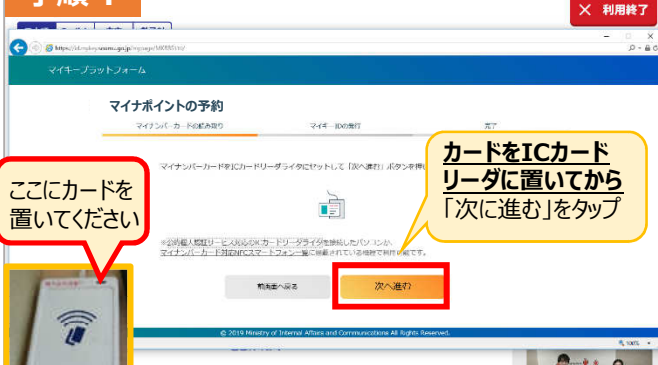 手順
× 利用終了
マイキープラットフォーム
マイナポイントの予約
マイナンバーカードの読み取り
マイキーIDの発行
完了
マイナンバーカードをICカードリーダライタにセットして「次へ進む」ボタンを押し
カードをICカード
リーダに置いてから
「次に進む」をタップ
ここにカードを
置いてください
※公的個人認証サービス対応のICカードリーダライタを接続したパソコンか、
マイナンバーカード対応NFCスマートフォン一覧に掲載されている機種で利用可能です。
前画面へ戻る
次へ進む
© 2019 Ministry of Internal Affairs and Communications All Rights Reserved.
100%